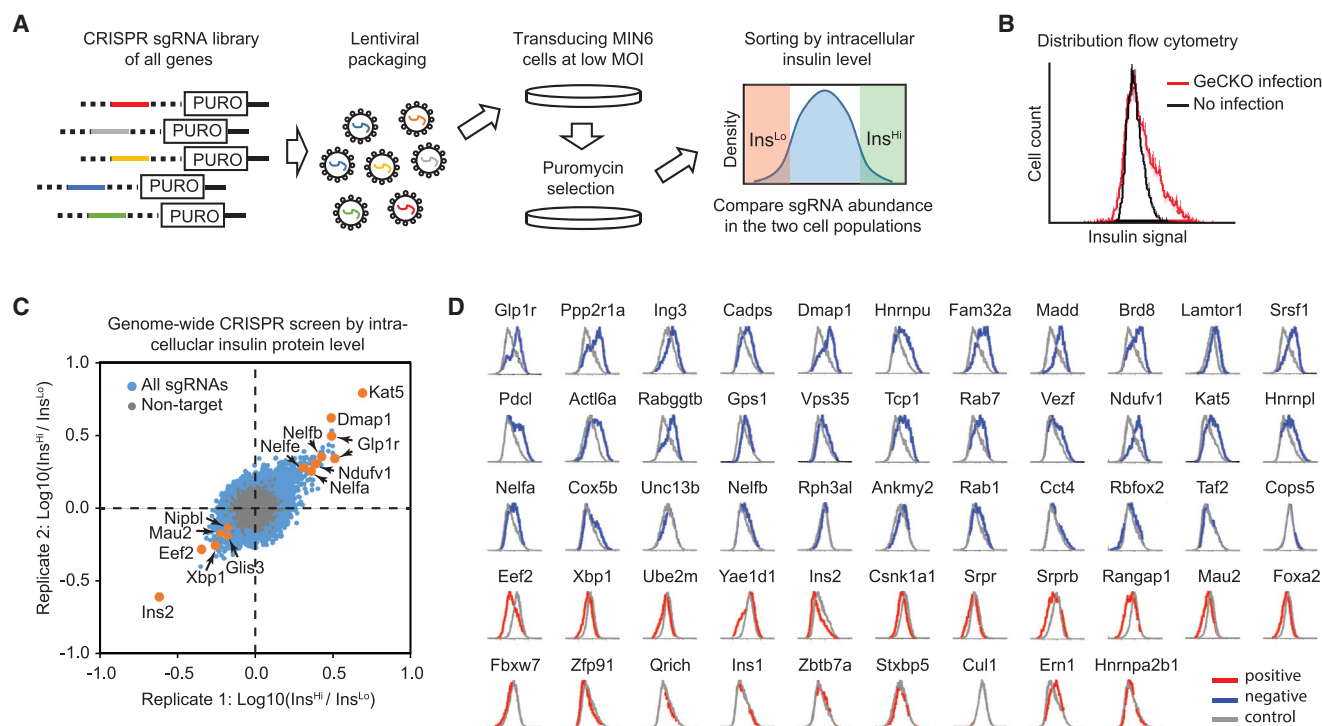 A
CRISPR sgRNA library
of all genes
PURO
PURO
PURO
PURO
PURO
Lentiviral
packaging
Transducing MIN6
cells at low MOI
Puromycin
selection
Sorting by intracellular
insulin level
Density
Ins^Lo
Ins^Hi
Compare sgRNA abundance
in the two cell populations
B
Distribution flow cytometry
GeCKO infection
No infection
Cell count
Insulin signal
C
Genome-wide CRISPR screen by intra-
celluclar insulin protein level
Replicate 2: Log10(Ins^Hi / Ins^Lo)
1.0
0.5
0.0
-0.5
-1.0
All sgRNAs
Non-target
Kat5
Dmap1
Glp1r
Nelfb
Nelfe
Ndufv1
Nelfa
Nipbl
Mau2
Eef2
Glis3
Xbp1
Ins2
-1.0 -0.5 0.0 0.5 1.0
Replicate 1: Log10(Ins^Hi / Ins^Lo)
D
Glp1r Ppp2r1a Ing3 Cadps Dmap1 Hnrnpu Fam32a Madd Brd8 Lamtor1 Srsf1
Pdcl Actl6a Rabggtb Gps1 Vps35 Tcp1 Rab7 Vezf Ndufv1 Kat5 Hnrnpl
Nelfa Cox5b Unc13b Nelfb Rph3al Ankmy2 Rab1 Cct4 Rbfox2 Taf2 Cops5
Eef2 Xbp1 Ube2m Yae1d1 Ins2 Csnk1a1 Srpr Srprb Rangap1 Mau2 Foxa2
Fbxw7 Zfp91 Qrich Ins1 Zbtb7a Stxbp5 Cul1 Ern1 Hnrnpa2b1
positive
negative
control